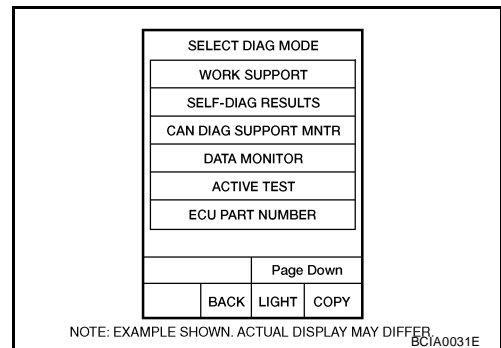 SELECT DIAG MODE
WORK SUPPORT
SELF-DIAG RESULTS
CAN DIAG SUPPORT MNTR
DATA MONITOR
ACTIVE TEST
ECU PART NUMBER
Page Down
BACK LIGHT COPY
NOTE: EXAMPLE SHOWN. ACTUAL DISPLAY MAY DIFFER.
BCIA0031E